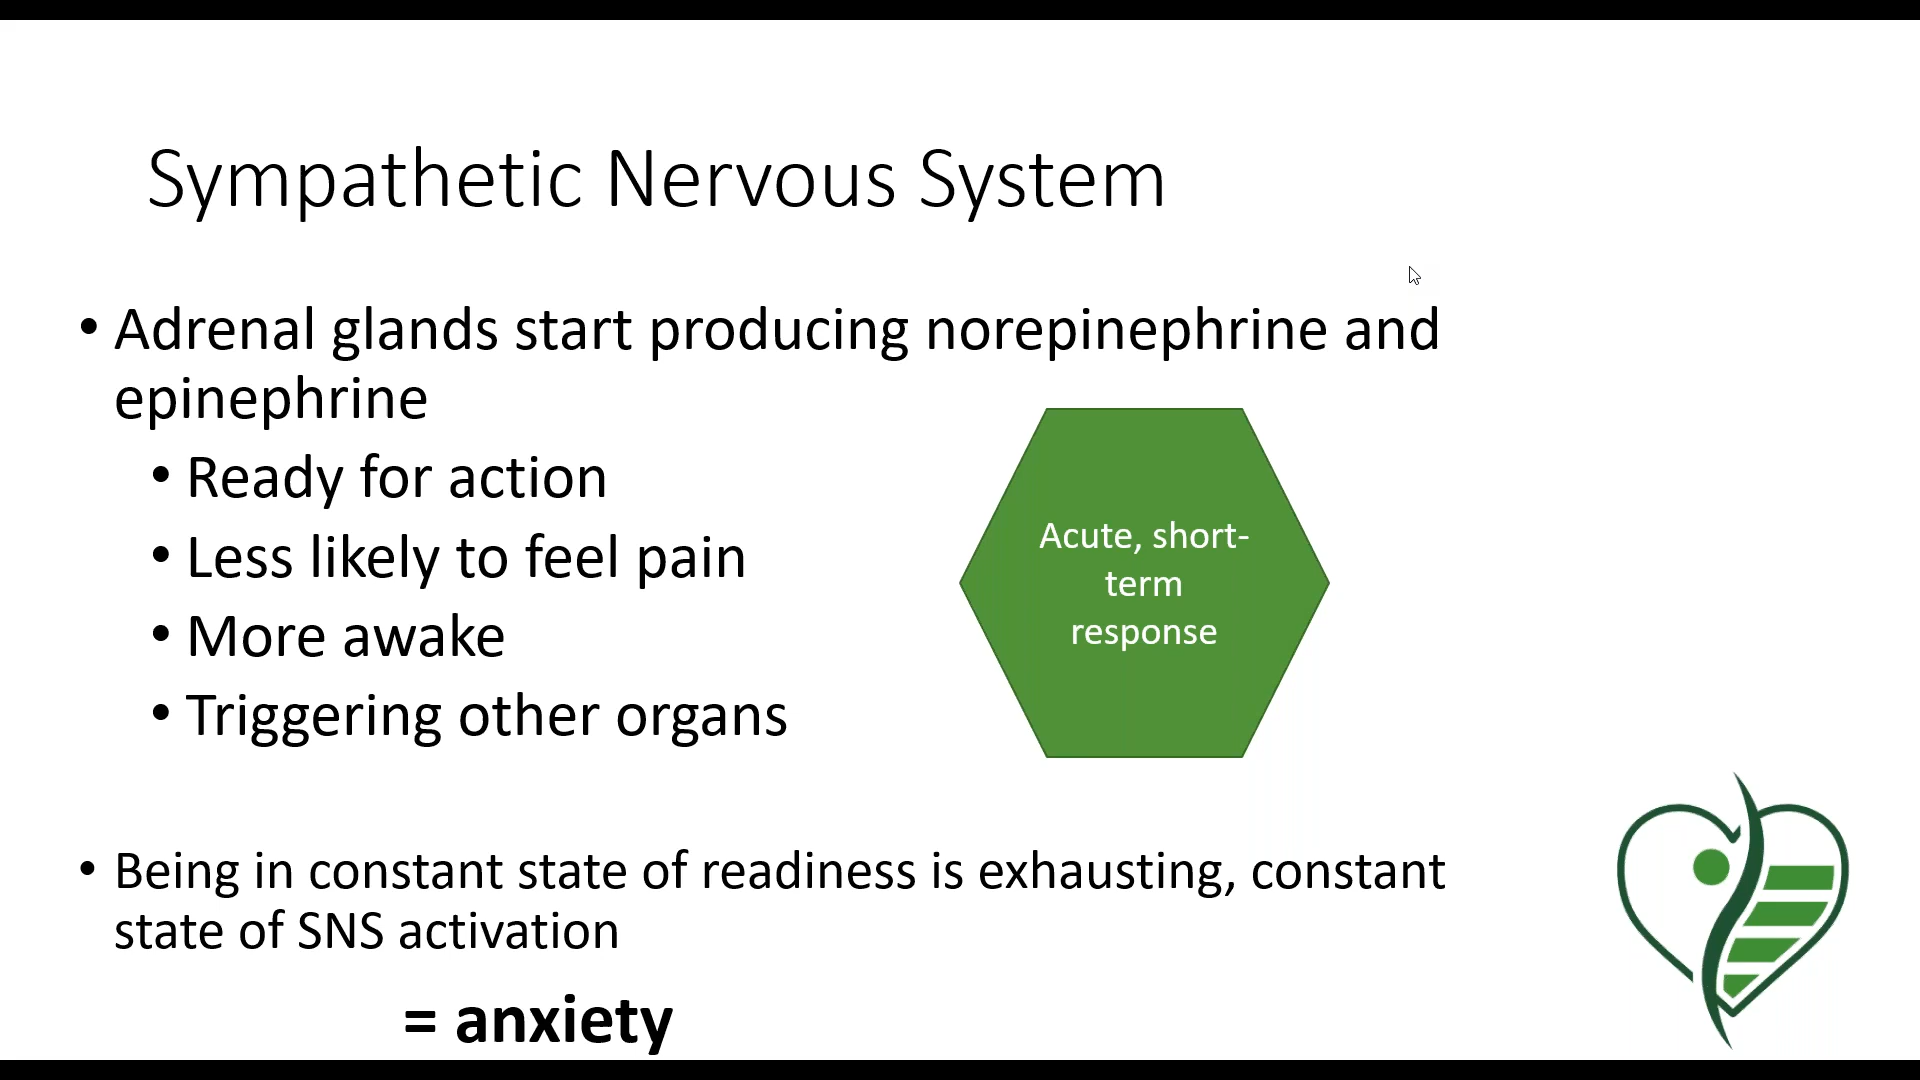 Sympathetic Nervous System
• Adrenal glands start producing norepinephrine and
epinephrine
• Ready for action
• Less likely to feel pain
• More awake
• Triggering other organs
Acute, short-
term
response
• Being in constant state of readiness is exhausting, constant
state of SNS activation
= anxiety